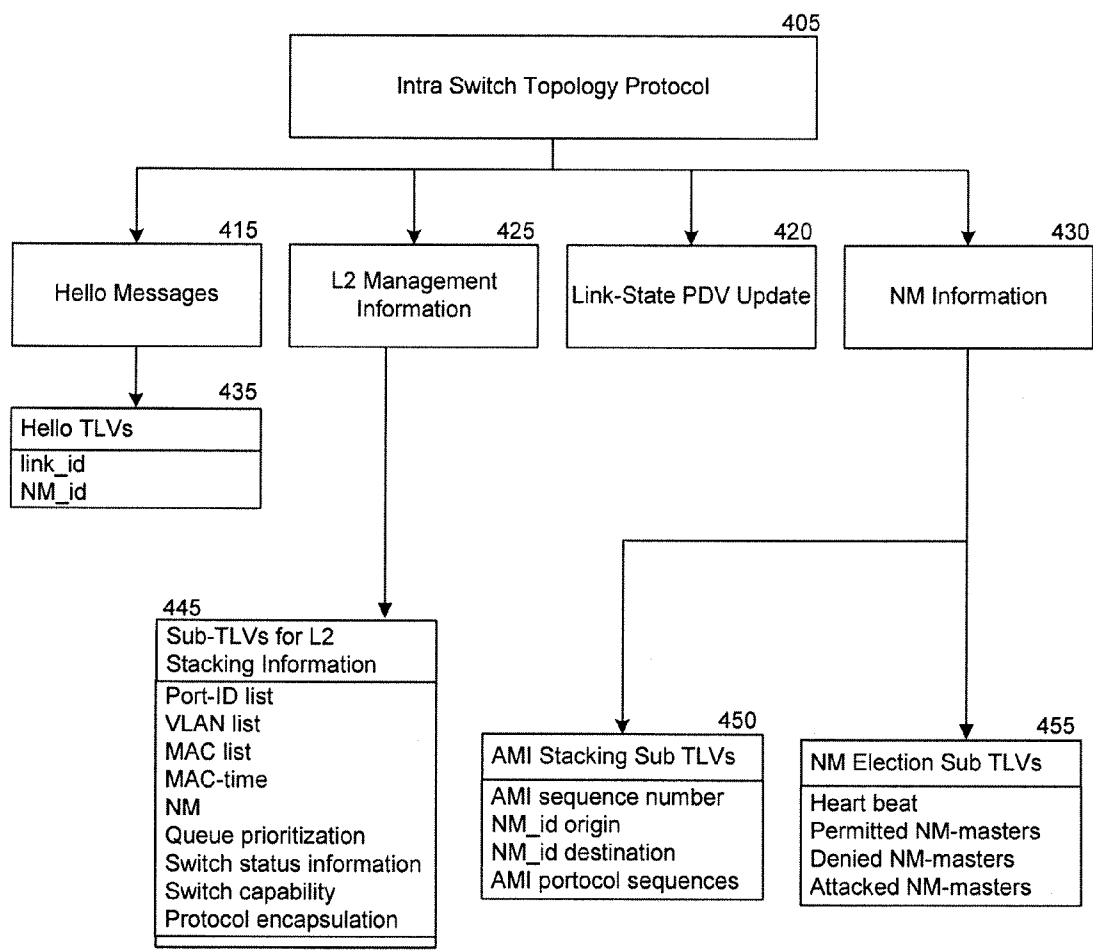 405
Intra Switch Topology Protocol
415
Hello Messages
425
L2 Management
Information
420
Link-State PDV Update
430
NM Information
435
Hello TLVs
link_id
NM_id
445
Sub-TLVs for L2
Stacking Information
Port-ID list
VLAN list
MAC list
MAC-time
NM
Queue prioritization
Switch status information
Switch capability
Protocol encapsulation
450
AMI Stacking Sub TLVs
AMI sequence number
NM_id origin
NM_id destination
AMI portocol sequences
455
NM Election Sub TLVs
Heart beat
Permitted NM-masters
Denied NM-masters
Attacked NM-masters